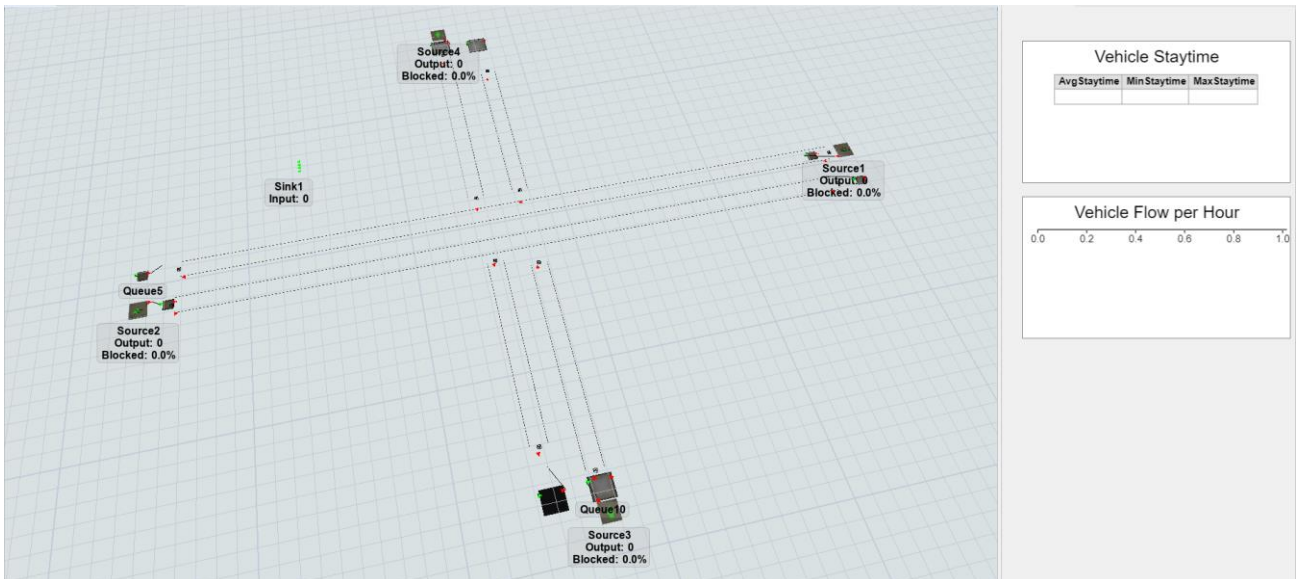 Source4
Output: 0
Blocked: 0.0%
Sink1
Input: 0
Source1
Output: 0
Blocked: 0.0%
Queue5
Source2
Output: 0
Blocked: 0.0%
Queue10
Source3
Output: 0
Blocked: 0.0%
Vehicle Staytime
AvgStaytime MinStaytime MaxStaytime
Vehicle Flow per Hour
0.0 0.2 0.4 0.6 0.8 1.0